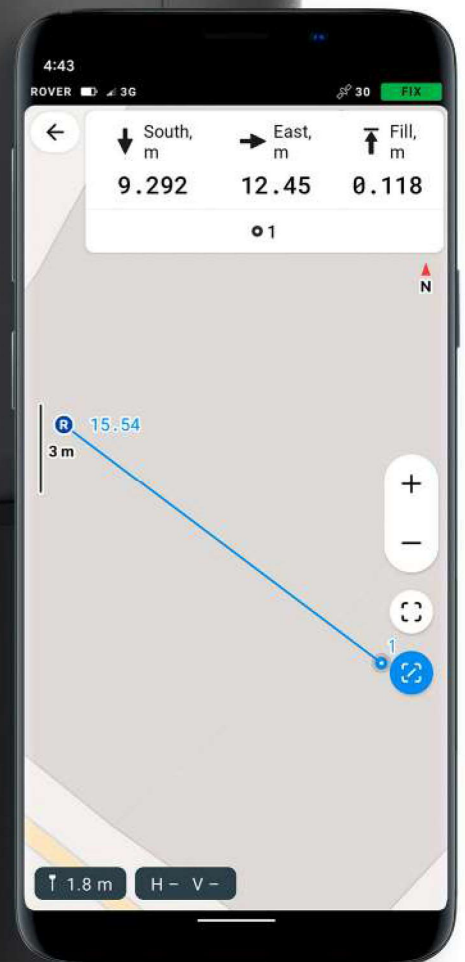 4:43
ROVER 3G 30 FIX
South, m East, m Fill, m
9.292 12.45 0.118
1
N
R 15.54
3 m
+
−
1
1.8 m H – V –